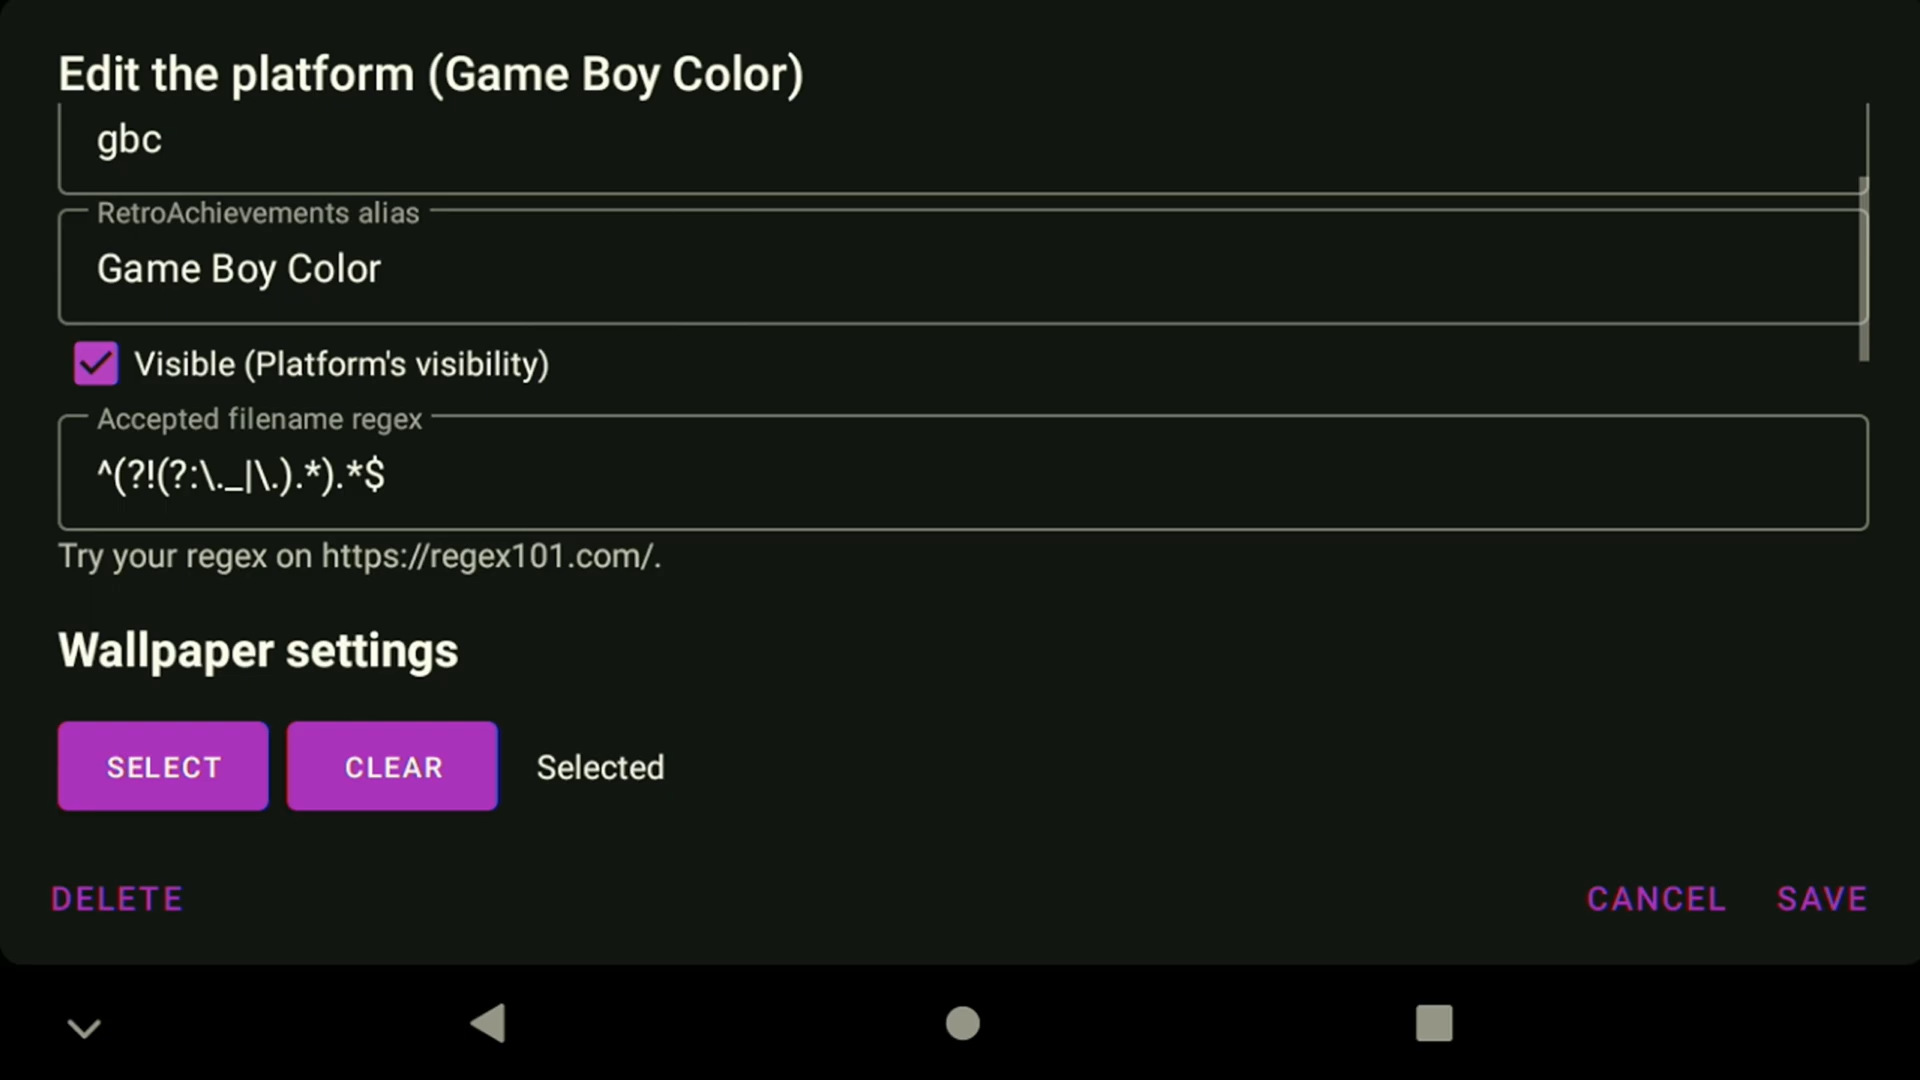 Edit the platform (Game Boy Color)
gbc
RetroAchievements alias
Game Boy Color
Visible (Platform's visibility)
Accepted filename regex
^(?!(?:\._|\.).*).*$
Try your regex on https://regex101.com/.
Wallpaper settings
SELECT CLEAR Selected
DELETE CANCEL SAVE